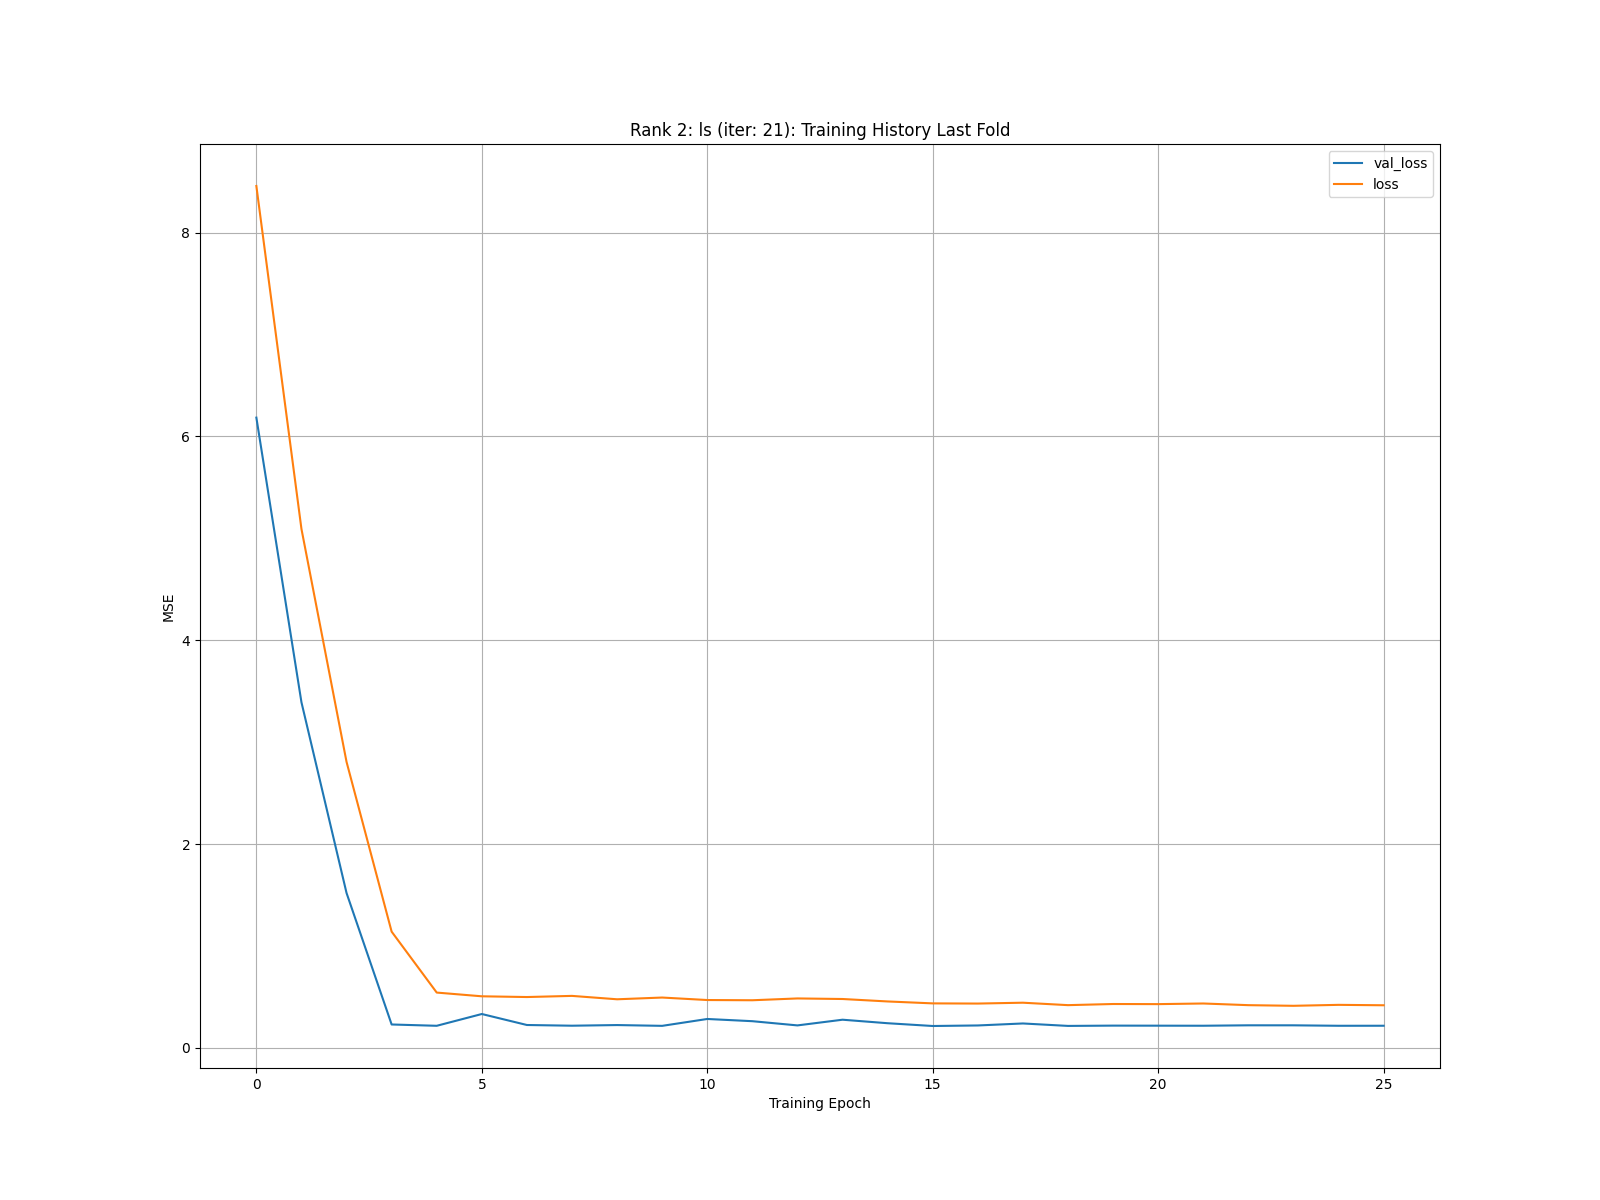 Rank 2: ls (iter: 21): Training History Last Fold
val_loss
loss
8
6
4
2
0
MSE
0 5 10 15 20 25
Training Epoch